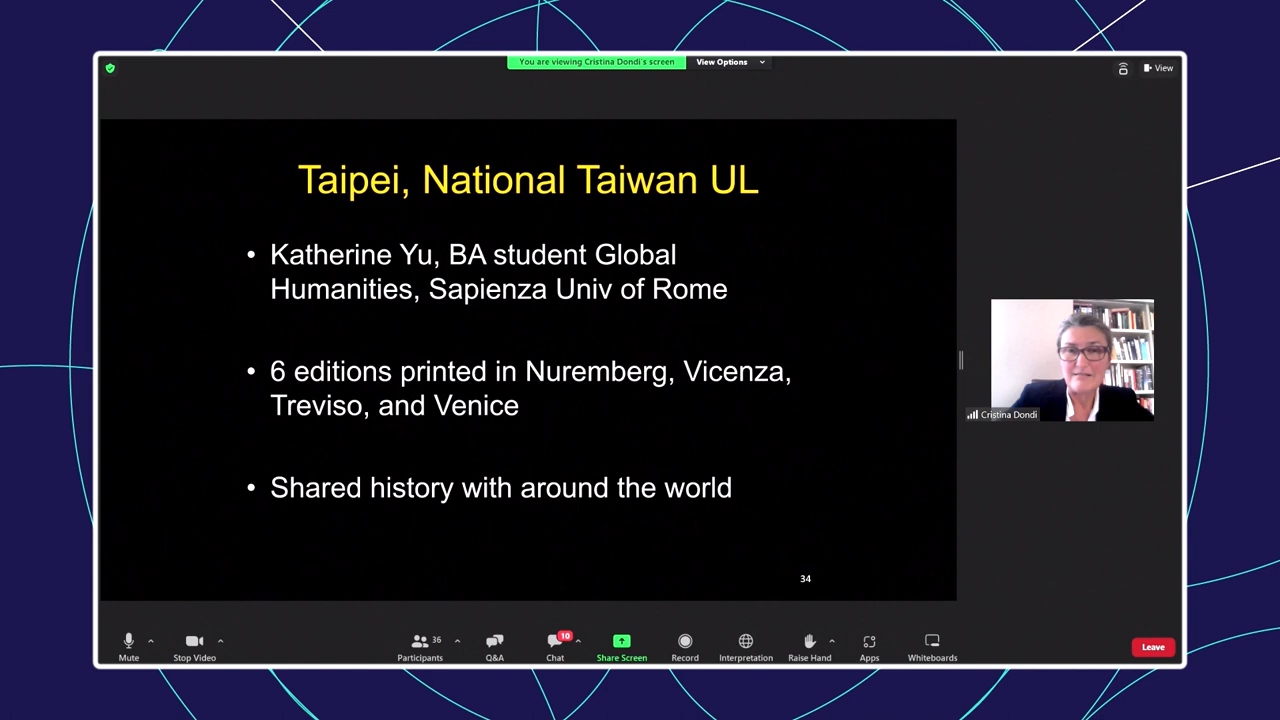 You are viewing Cristina Dondi's screen
View Options
View
Taipei, National Taiwan UL
• Katherine Yu, BA student Global
Humanities, Sapienza Univ of Rome
• 6 editions printed in Nuremberg, Vicenza,
Treviso, and Venice
• Shared history with around the world
34
Cristina Dondi
Mute
Stop Video
36
Participants
Q&A
10
Chat
Share Screen
Record
Interpretation
Raise Hand
Apps
Whiteboards
Leave